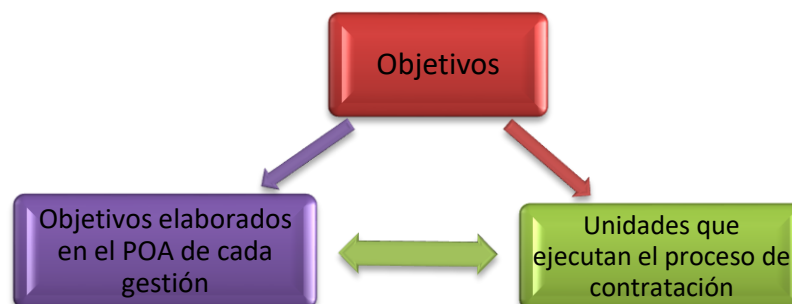 Objetivos
Objetivos elaborados
en el POA de cada
gestión
Unidades que
ejecutan el proceso de
contratación